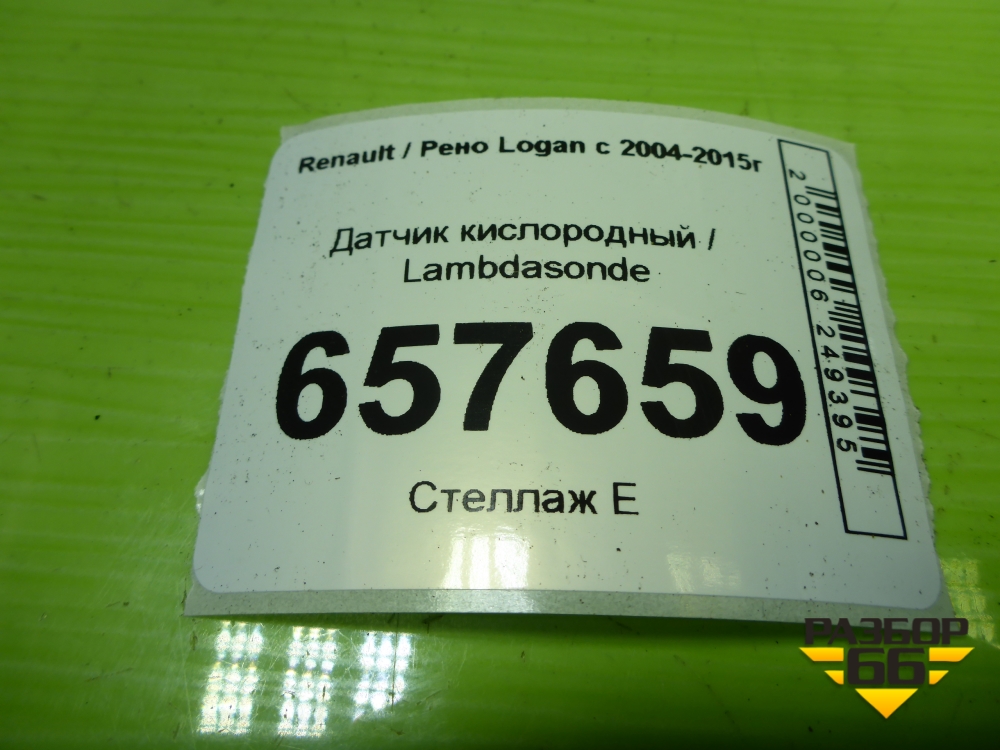 Renault / Рено Logan с 2004-2015г
Датчик кислородный /
Lambdasonde
657659
Стеллаж Е
2000006249395
РАЗБОР
66